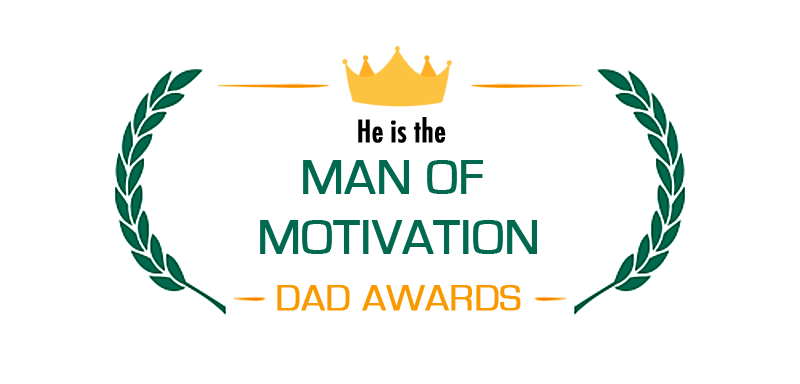 He is the
MAN OF
MOTIVATION
DAD AWARDS